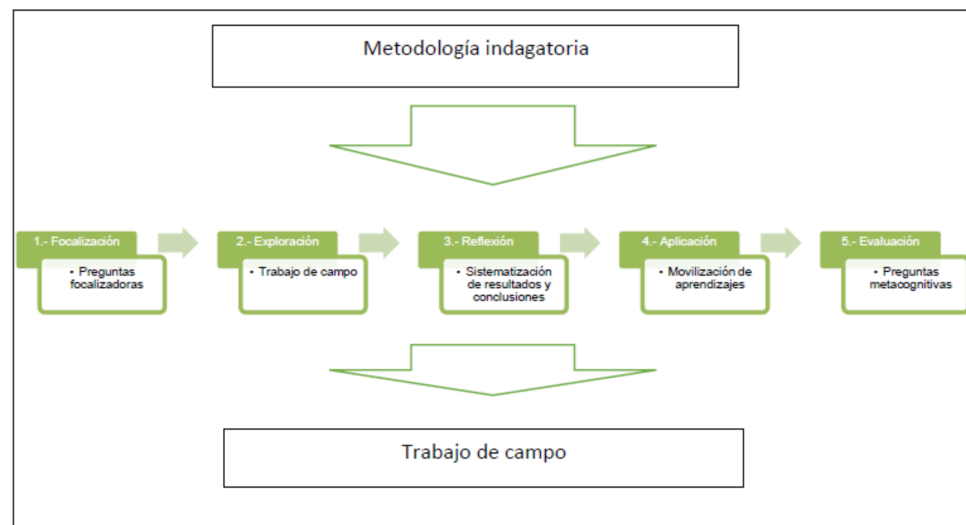 Metodología indagatoria
1.- Focalización
• Preguntas
focalizadoras
2.- Exploración
• Trabajo de campo
3.- Reflexión
• Sistematización
de resultados y
conclusiones
4.- Aplicación
• Movilización de
aprendizajes
5.- Evaluación
• Preguntas
metacognitivas
Trabajo de campo